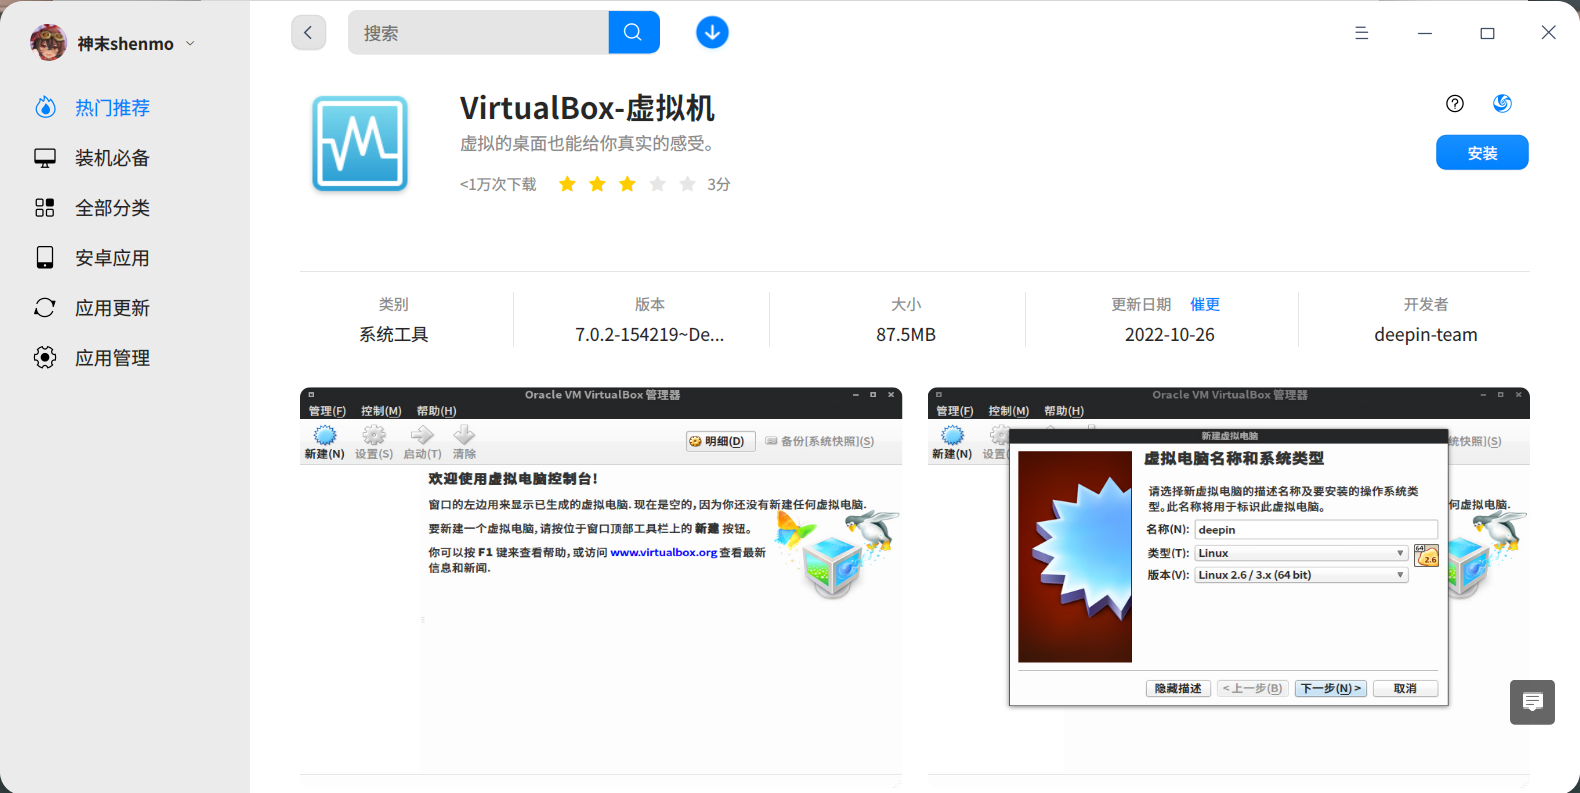 神末shenmo
搜索
热门推荐
装机必备
全部分类
安卓应用
应用更新
应用管理
VirtualBox-虚拟机
虚拟的桌面也能给你真实的感受。
<1万次下载 3分
安装
类别
系统工具
版本
7.0.2-154219~De...
大小
87.5MB
更新日期 催更
2022-10-26
开发者
deepin-team
Oracle VM VirtualBox 管理器
管理(F) 控制(M) 帮助(H)
新建(N) 设置(S) 启动(T) 清除
明细(D) 备份[系统快照](S)
欢迎使用虚拟电脑控制台!
窗口的左边用来显示已生成的虚拟电脑. 现在是空的, 因为你还没有新建任何虚拟电脑.
要新建一个虚拟电脑, 请按位于窗口顶部工具栏上的 新建 按钮。
你可以按 F1 键来查看帮助, 或访问 www.virtualbox.org 查看最新
信息和新闻.
Oracle VM VirtualBox 管理器
管理(F) 控制(M) 帮助(H)
新建(N) 设置(
统快照](S)
何虚拟电脑.
新建虚拟电脑
虚拟电脑名称和系统类型
请选择新虚拟电脑的描述名称及要安装的操作系统类
型。此名称将用于标识此虚拟电脑。
名称(N): deepin
类型(T): Linux
版本(V): Linux 2.6 / 3.x (64 bit)
64
2.6
隐藏描述 < 上一步(B) 下一步(N) > 取消